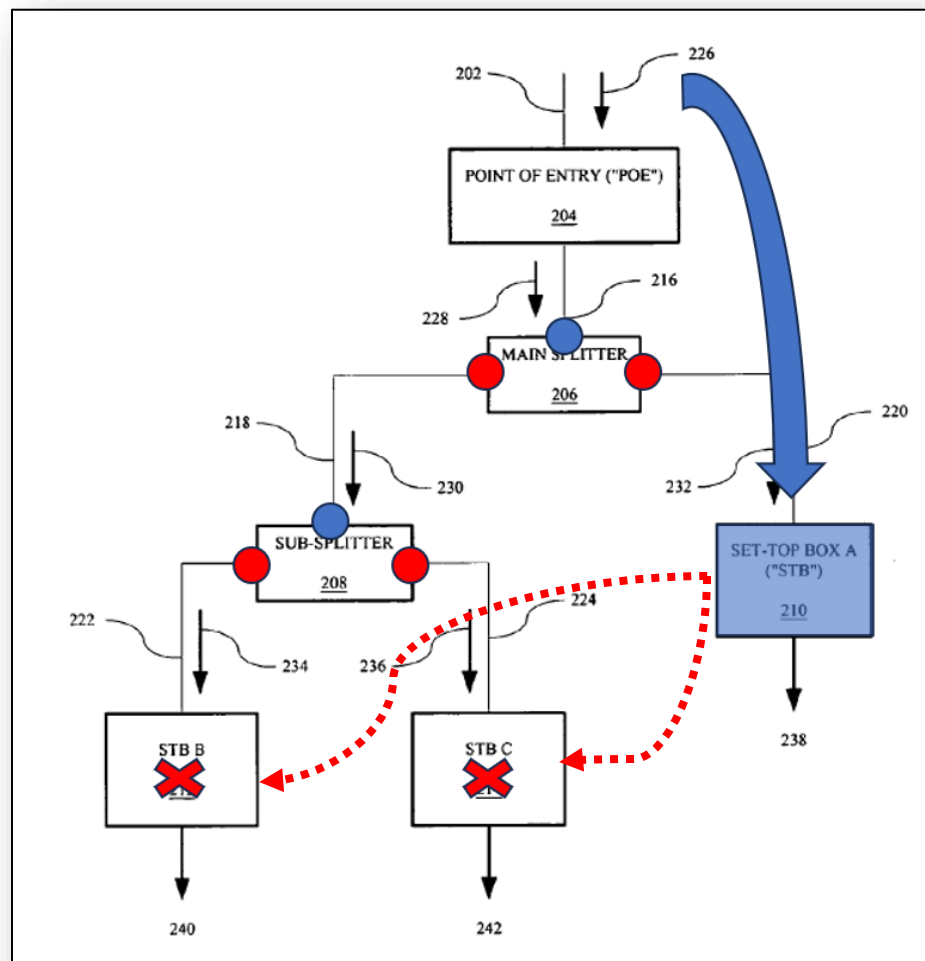 202
226
POINT OF ENTRY ("POE")
204
228
216
MAIN SPLITTER
206
218
230
220
232
SUB-SPLITTER
208
SET-TOP BOX A
("STB")
210
222
234
236
224
STB B
STB C
238
240
242